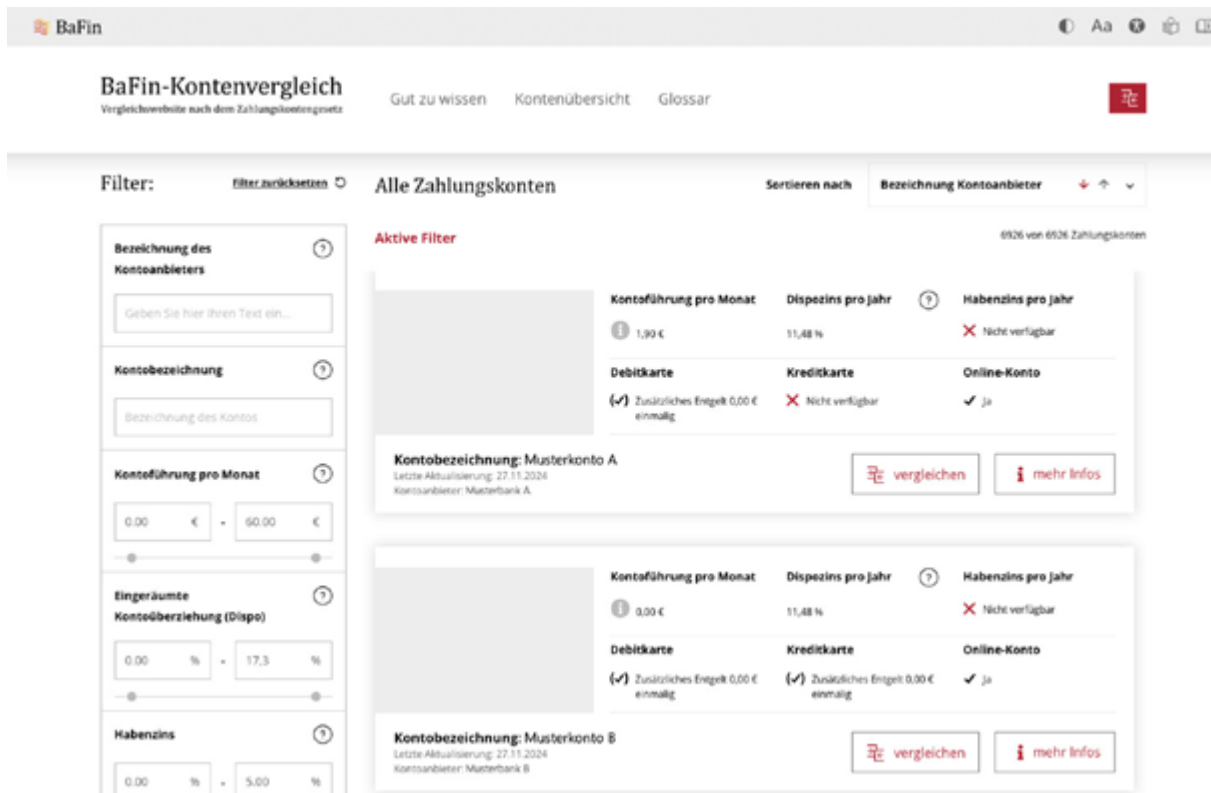 BaFin
Aa
BaFin-Kontenvergleich
Vergleichswebsite nach dem Zahlungskontengesetz
Gut zu wissen Kontenübersicht Glossar
Filter:
Filter zurücksetzen
Bezeichnung des
Kontoanbieters
?
Geben Sie hier Ihren Text ein...
Kontobezeichnung
?
Bezeichnung des Kontos
Kontoführung pro Monat
?
0.00 € - 60.00 €
Eingeräumte
Kontoüberziehung (Dispo)
?
0.00 % - 17,3 %
Habenzins
?
0.00 % - 5.00 %
Alle Zahlungskonten
Sortieren nach
Bezeichnung Kontoanbieter
Aktive Filter
6926 von 6926 Zahlungskonten
Kontoführung pro Monat Dispozins pro Jahr ? Habenzins pro Jahr
1,90 € 11,48 % Nicht verfügbar
Debitkarte Kreditkarte Online-Konto
Zusätzliches Entgelt 0,00 € Nicht verfügbar Ja
einmalig
Kontobezeichnung: Musterkonto A
Letzte Aktualisierung: 27.11.2024
Kontoanbieter: Musterbank A
vergleichen
mehr Infos
Kontoführung pro Monat Dispozins pro Jahr ? Habenzins pro Jahr
0,00 € 11,48 % Nicht verfügbar
Debitkarte Kreditkarte Online-Konto
Zusätzliches Entgelt 0,00 € Zusätzliches Entgelt 0,00 € Ja
einmalig einmalig
Kontobezeichnung: Musterkonto B
Letzte Aktualisierung: 27.11.2024
Kontoanbieter: Musterbank B
vergleichen
mehr Infos